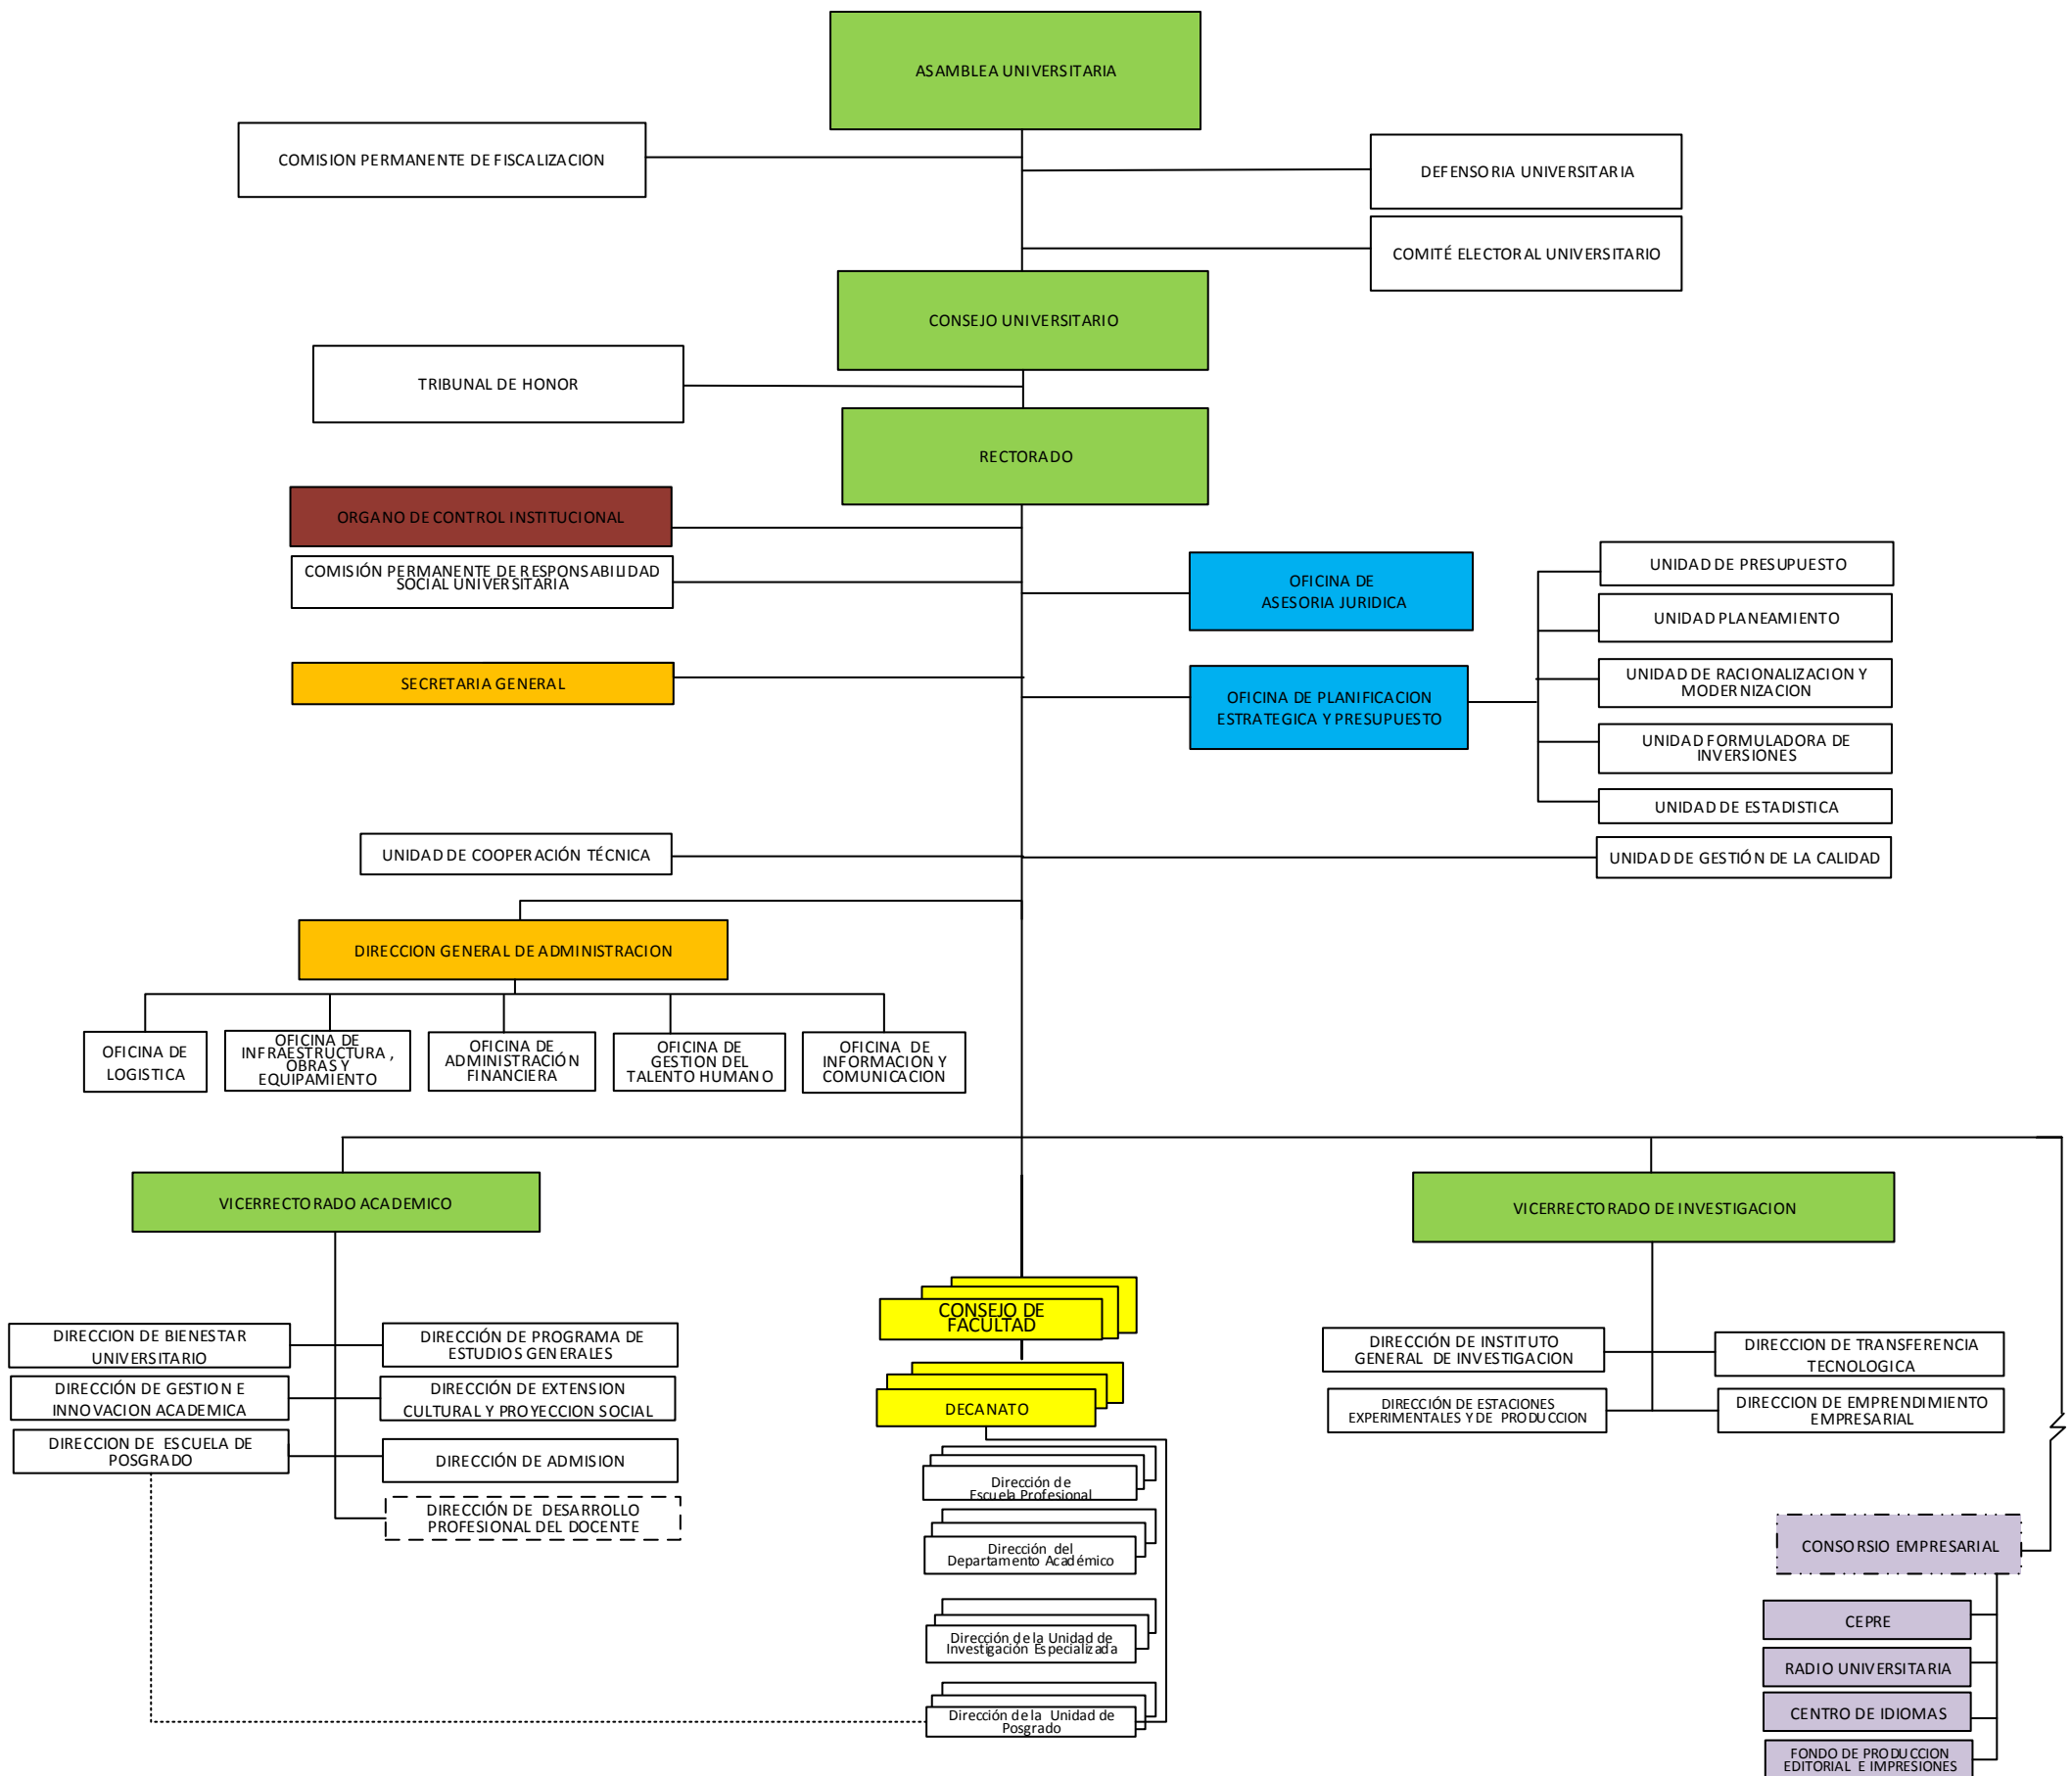 ASAMBLEA UNIVERSITARIA
COMISION PERMANENTE DE FISCALIZACION
DEFENSORIA UNIVERSITARIA
COMITÉ ELECTORAL UNIVERSITARIO
CONSEJO UNIVERSITARIO
TRIBUNAL DE HONOR
RECTORADO
ORGANO DE CONTROL INSTITUCIONAL
COMISIÓN PERMANENTE DE RESPONSABILIDAD
SOCIAL UNIVERSITARIA
OFICINA DE
ASESORIA JURIDICA
UNIDAD DE PRESUPUESTO
UNIDAD PLANEAMIENTO
SECRETARIA GENERAL
OFICINA DE PLANIFICACION
ESTRATEGICA Y PRESUPUESTO
UNIDAD DE RACIONALIZACION Y
MODERNIZACION
UNIDAD FORMULADORA DE
INVERSIONES
UNIDAD DE ESTADISTICA
UNIDAD DE COOPERACIÓN TÉCNICA
UNIDAD DE GESTIÓN DE LA CALIDAD
DIRECCION GENERAL DE ADMINISTRACION
OFICINA DE
LOGISTICA
OFICINA DE
INFRAESTRUCTURA ,
OBRAS Y
EQUIPAMIENTO
OFICINA DE
ADMINISTRACIÓN
FINANCIERA
OFICINA DE
GESTION DEL
TALENTO HUMANO
OFICINA DE
INFORMACION Y
COMUNICACION
VICERRECTORADO ACADEMICO
VICERRECTORADO DE INVESTIGACION
DIRECCION DE BIENESTAR
UNIVERSITARIO
DIRECCIÓN DE PROGRAMA DE
ESTUDIOS GENERALES
DIRECCIÓN DE GESTION E
INNOVACION ACADEMICA
DIRECCIÓN DE EXTENSION
CULTURAL Y PROYECCION SOCIAL
DIRECCION DE ESCUELA DE
POSGRADO
DIRECCIÓN DE ADMISION
DIRECCIÓN DE DESARROLLO
PROFESIONAL DEL DOCENTE
CONSEJO DE
FACULTAD
DECANATO
Dirección de
Escuela Profesional
Dirección del
Departamento Académico
Dirección de la Unidad de
Investigación Especializada
Dirección de la Unidad de
Posgrado
DIRECCIÓN DE INSTITUTO
GENERAL DE INVESTIGACION
DIRECCION DE TRANSFERENCIA
TECNOLOGICA
DIRECCIÓN DE ESTACIONES
EXPERIMENTALES Y DE PRODUCCION
DIRECCION DE EMPRENDIMIENTO
EMPRESARIAL
CONSORSIO EMPRESARIAL
CEPRE
RADIO UNIVERSITARIA
CENTRO DE IDIOMAS
FONDO DE PRODUCCION
EDITORIAL E IMPRESIONES